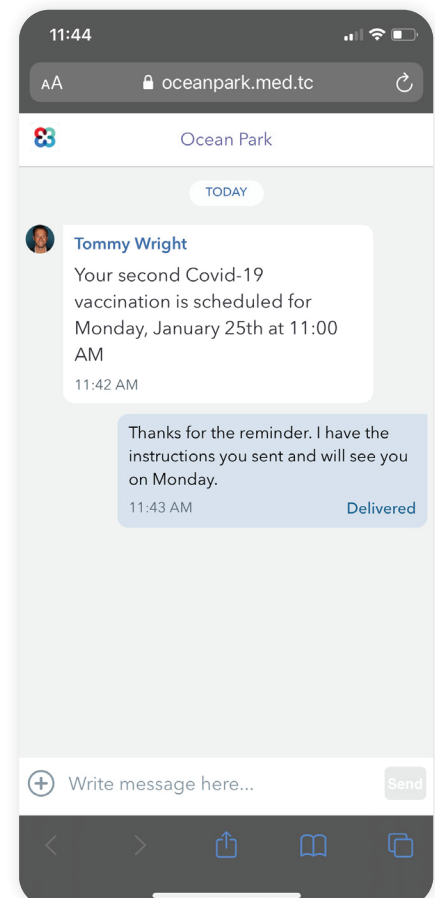 11:44
AA oceanpark.med.tc
Ocean Park
TODAY
Tommy Wright
Your second Covid-19
vaccination is scheduled for
Monday, January 25th at 11:00
AM
11:42 AM
Thanks for the reminder. I have the
instructions you sent and will see you
on Monday.
11:43 AM Delivered
Write message here... Send